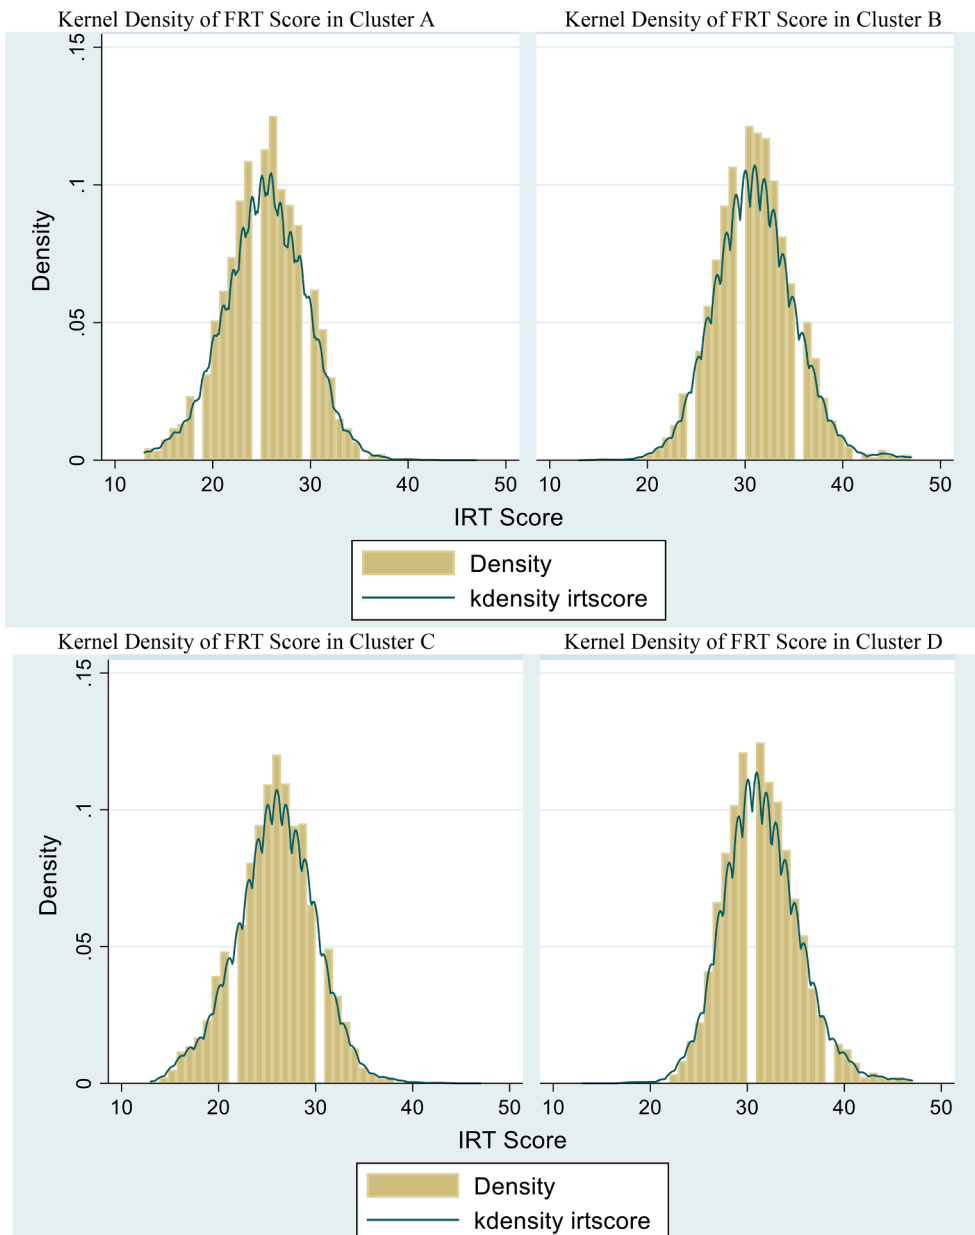 Kernel Density of FRT Score in Cluster A
Kernel Density of FRT Score in Cluster B
.15
.1
.05
0
Density
10 20 30 40 50
10 20 30 40 50
IRT Score
Density
kdensity irtscore
Kernel Density of FRT Score in Cluster C
Kernel Density of FRT Score in Cluster D
.15
.1
.05
0
Density
10 20 30 40 50
10 20 30 40 50
IRT Score
Density
kdensity irtscore